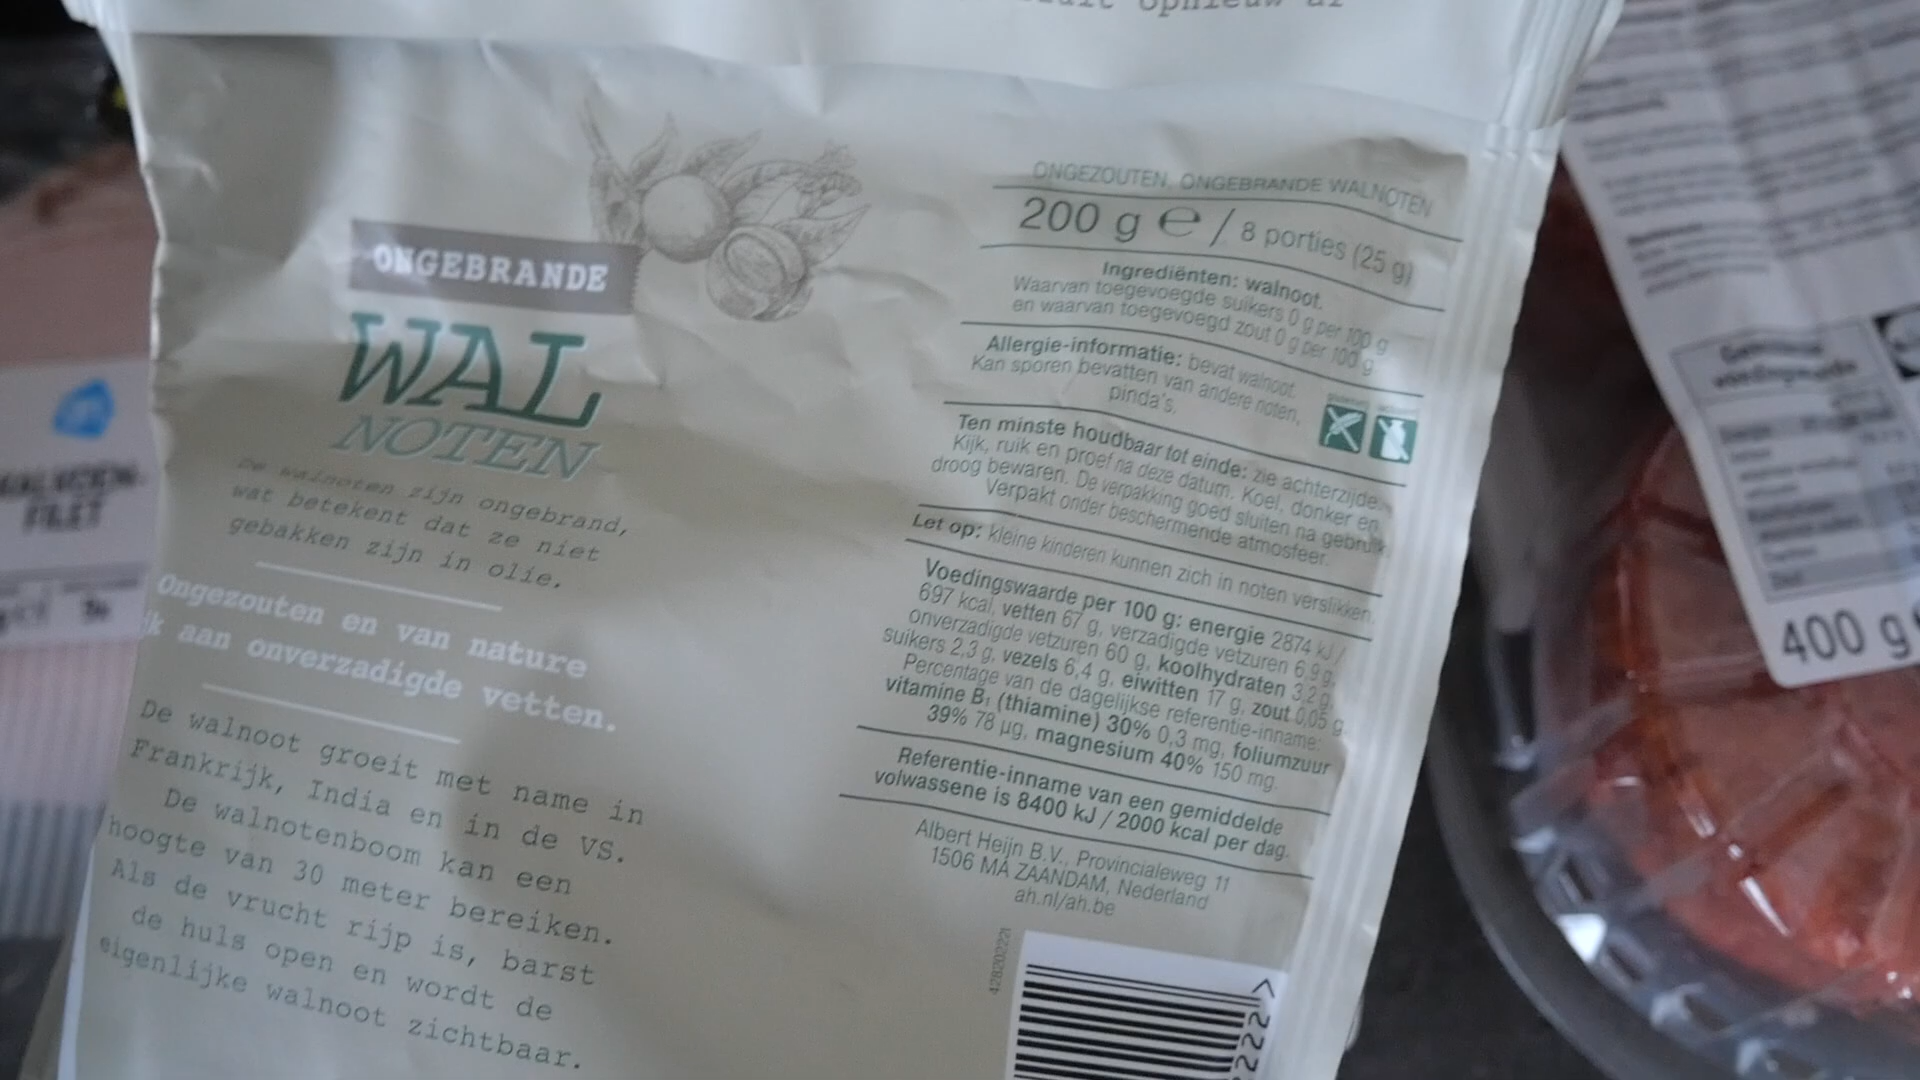 ONGEBRANDE
WAL
NOTEN
De walnoten zijn ongebrand,
wat betekent dat ze niet
gebakken zijn in olie.
Ongezouten en van nature
aan onverzadigde vetten.
De walnoot groeit met name in
Frankrijk, India en in de VS.
De walnotenboom kan een
hoogte van 30 meter bereiken.
Als de vrucht rijp is, barst
de huls open en wordt de
eigenlijke walnoot zichtbaar.
ONGEZOUTEN, ONGEBRANDE WALNOTEN
200 g e / 8 porties (25 g)
Ingrediënten: walnoot.
Waarvan toegevoegde suikers 0 g per 100 g
en waarvan toegevoegd zout 0 g per 100 g.
Allergie-informatie: bevat walnoot.
Kan sporen bevatten van andere noten,
pinda's.
Ten minste houdbaar tot einde: zie achterzijde.
Kijk, ruik en proef na deze datum. Koel, donker en
droog bewaren. De verpakking goed sluiten na gebruik.
Verpakt onder beschermende atmosfeer.
Let op: kleine kinderen kunnen zich in noten verslikken.
Voedingswaarde per 100 g: energie 2874 kJ /
697 kcal, vetten 67 g, verzadigde vetzuren 6,9 g,
onverzadigde vetzuren 60 g, koolhydraten 3,2 g,
suikers 2,3 g, vezels 6,4 g, eiwitten 17 g, zout 0,05 g.
Percentage van de dagelijkse referentie-inname:
vitamine B₁ (thiamine) 30% 0,3 mg, foliumzuur
39% 78 µg, magnesium 40% 150 mg.
Referentie-inname van een gemiddelde
volwassene is 8400 kJ / 2000 kcal per dag.
Albert Heijn B.V., Provincialeweg 11
1506 MA ZAANDAM, Nederland
ah.nl/ah.be
FILET
400 g